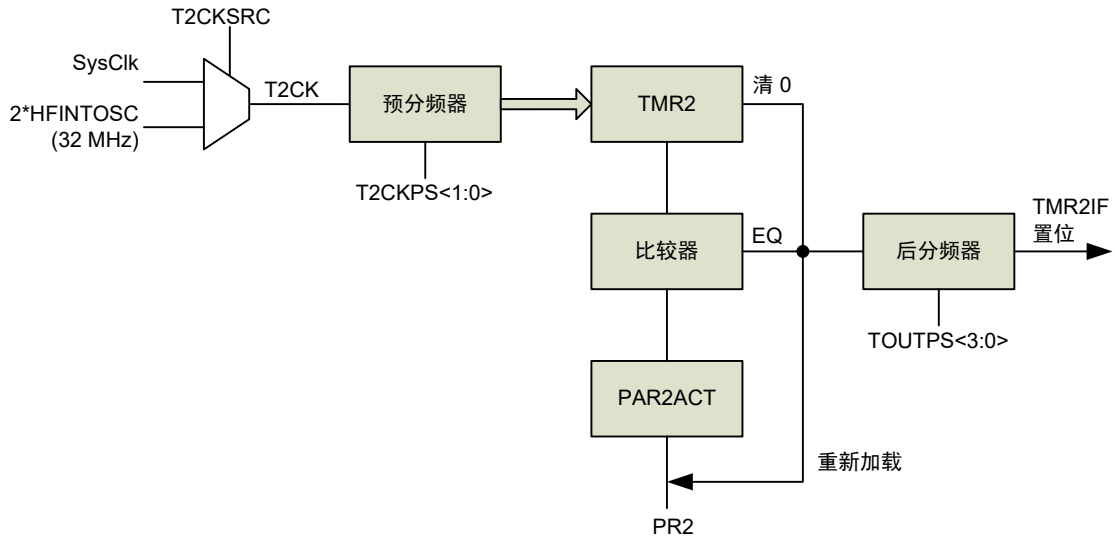 T2CKSRC
SysClk
2*HFINTOSC
(32 MHz)
T2CK
预分频器
T2CKPS<1:0>
TMR2
清 0
比较器
EQ
后分频器
TOUTPS<3:0>
TMR2IF
置位
PAR2ACT
重新加载
PR2